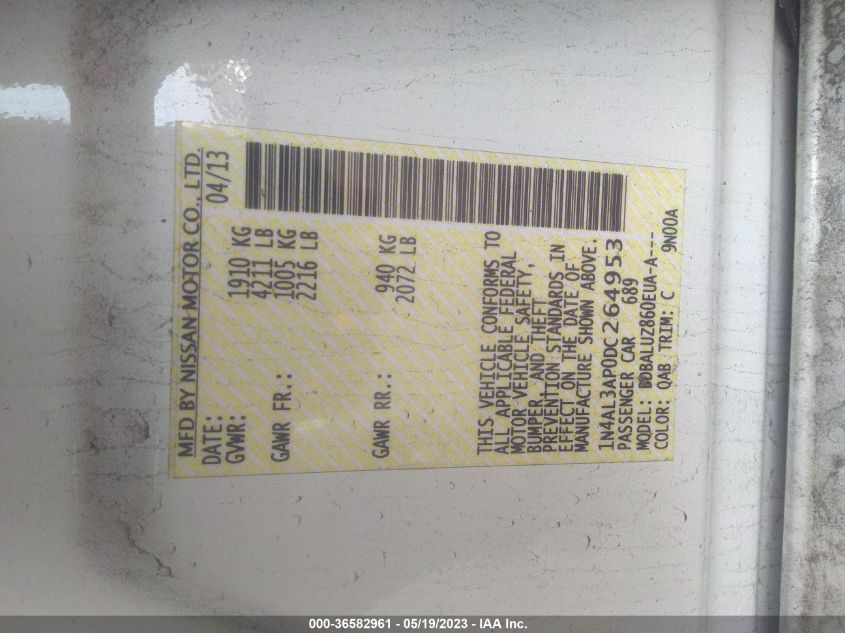 MFD BY NISSAN MOTOR CO., LTD.
DATE: 04/13
GVWR: 1910 KG
4211 LB
GAWR FR.: 1005 KG
2216 LB
GAWR RR.: 940 KG
2072 LB
THIS VEHICLE CONFORMS TO
ALL APPLICABLE FEDERAL
MOTOR VEHICLE SAFETY,
BUMPER, AND THEFT
PREVENTION STANDARDS IN
EFFECT ON THE DATE OF
MANUFACTURE SHOWN ABOVE.
1N4AL3AP0DC264953
PASSENGER CAR 689
MODEL:
COLOR: QAB TRIM: C 9N00A
000-36582961 - 05/19/2023 - IAA Inc.